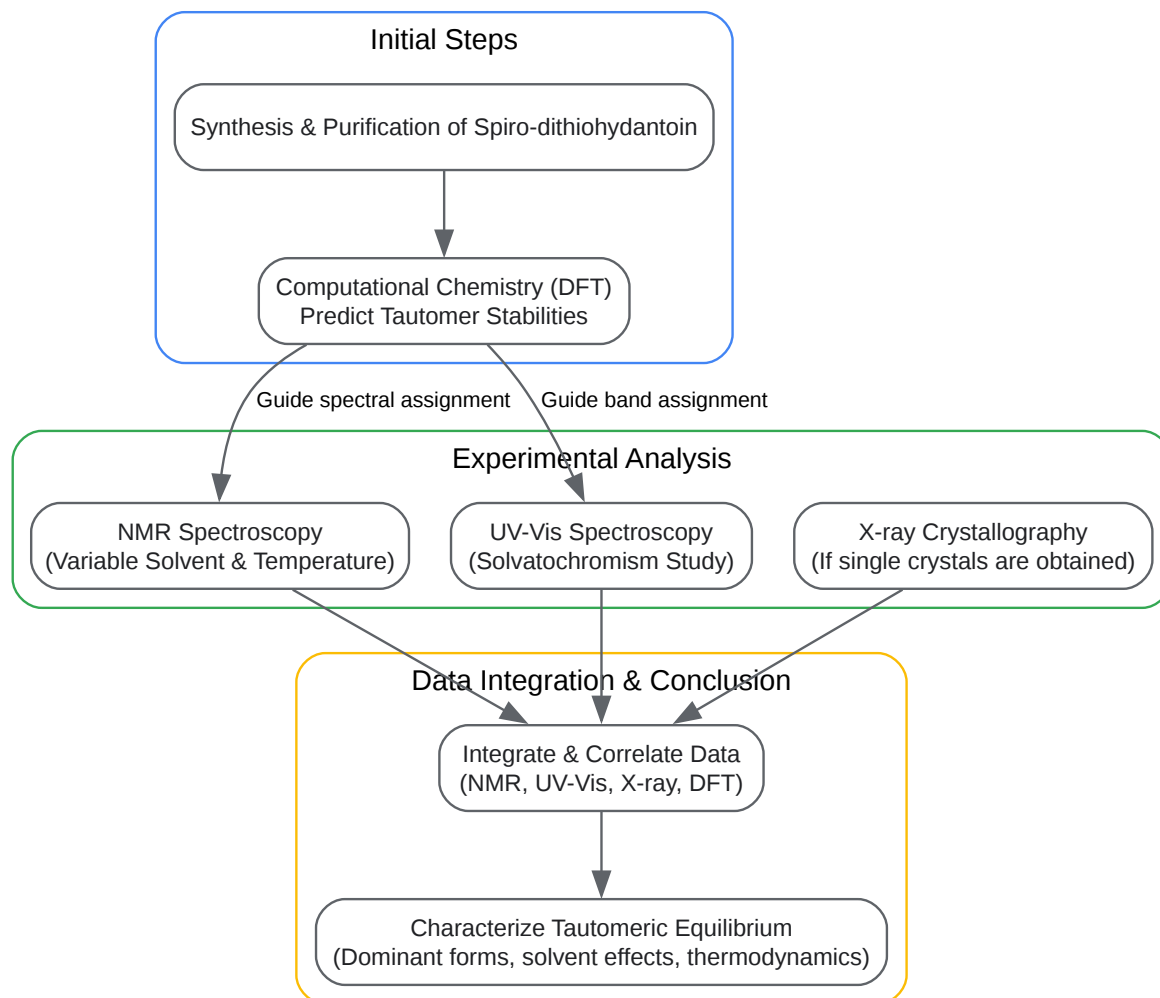 Initial Steps
Synthesis & Purification of Spiro-dithiohydantoin
Computational Chemistry (DFT)
Predict Tautomer Stabilities
Guide spectral assignment
Guide band assignment
Experimental Analysis
NMR Spectroscopy
(Variable Solvent & Temperature)
UV-Vis Spectroscopy
(Solvatochromism Study)
X-ray Crystallography
(If single crystals are obtained)
Data Integration & Conclusion
Integrate & Correlate Data
(NMR, UV-Vis, X-ray, DFT)
Characterize Tautomeric Equilibrium
(Dominant forms, solvent effects, thermodynamics)